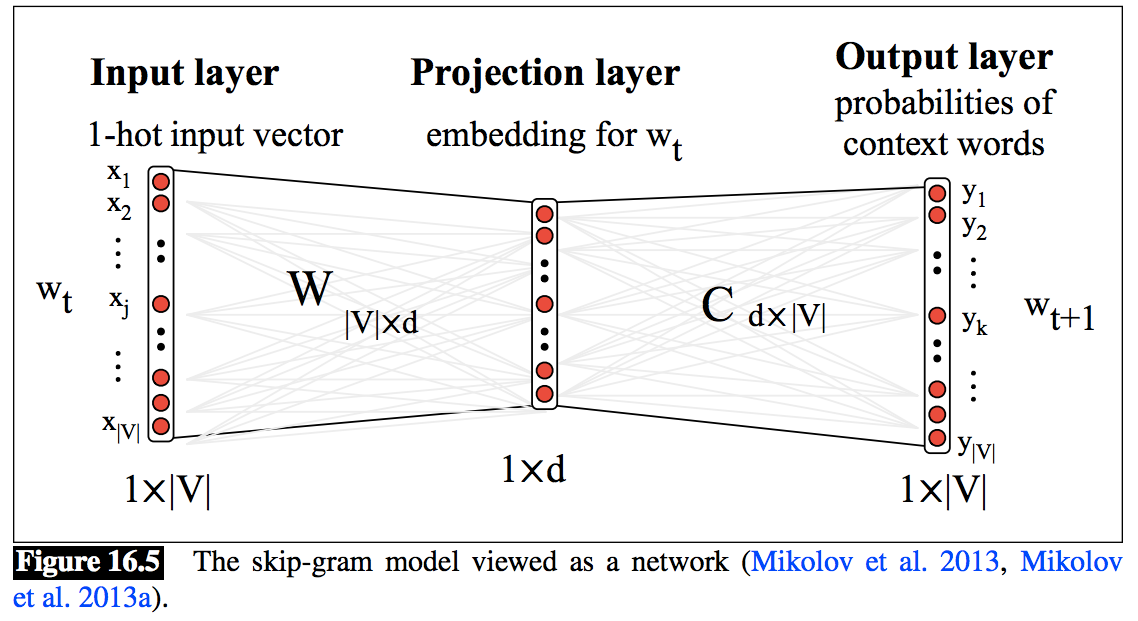 Input layer
1-hot input vector
Projection layer
embedding for wₜ
Output layer
probabilities of
context words
wₜ
x₁
x₂
⋮
xⱼ
⋮
x|V|
1×|V|
W |V|×d
1×d
C d×|V|
y₁
y₂
⋮
yₖ
⋮
y|V|
1×|V|
wₜ₊₁
Figure 16.5 The skip-gram model viewed as a network (Mikolov et al. 2013, Mikolov
et al. 2013a).